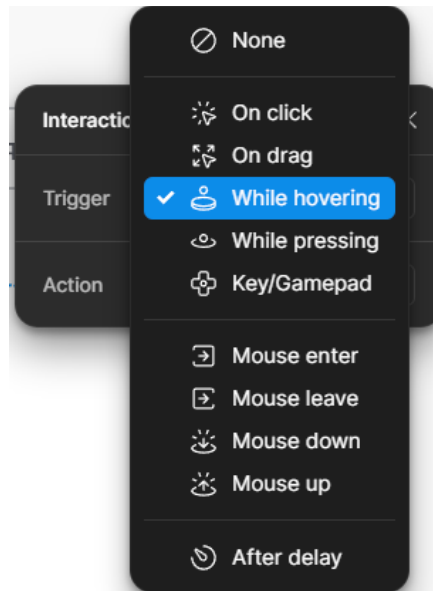 None
Interactio
On click
On drag
Trigger
While hovering
While pressing
Action
Key/Gamepad
Mouse enter
Mouse leave
Mouse down
Mouse up
After delay